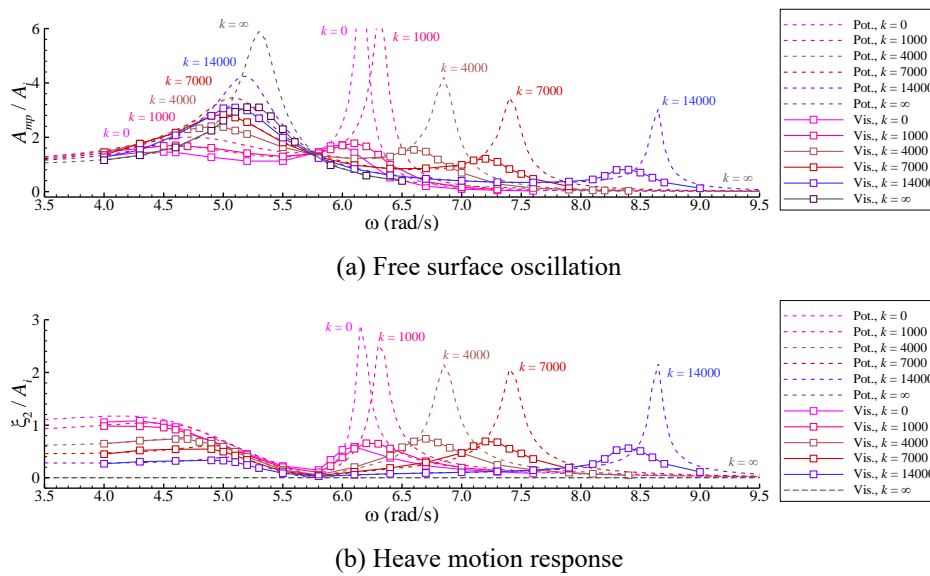 6
4
2
0
A_mp / A_i
k = 0
k = 1000
k = 4000
k = 7000
k = 14000
k = ∞
k = 0
k = 1000
k = 4000
k = 7000
k = 14000
k = ∞
3.5 4.0 4.5 5.0 5.5 6.0 6.5 7.0 7.5 8.0 8.5 9.0 9.5
ω (rad/s)
Pot., k = 0
Pot., k = 1000
Pot., k = 4000
Pot., k = 7000
Pot., k = 14000
Pot., k = ∞
Vis., k = 0
Vis., k = 1000
Vis., k = 4000
Vis., k = 7000
Vis., k = 14000
Vis., k = ∞
(a) Free surface oscillation
3
2
1
0
ξ_2 / A_i
k = 0
k = 1000
k = 4000
k = 7000
k = 14000
k = ∞
3.5 4.0 4.5 5.0 5.5 6.0 6.5 7.0 7.5 8.0 8.5 9.0 9.5
ω (rad/s)
Pot., k = 0
Pot., k = 1000
Pot., k = 4000
Pot., k = 7000
Pot., k = 14000
Pot., k = ∞
Vis., k = 0
Vis., k = 1000
Vis., k = 4000
Vis., k = 7000
Vis., k = 14000
Vis., k = ∞
(b) Heave motion response